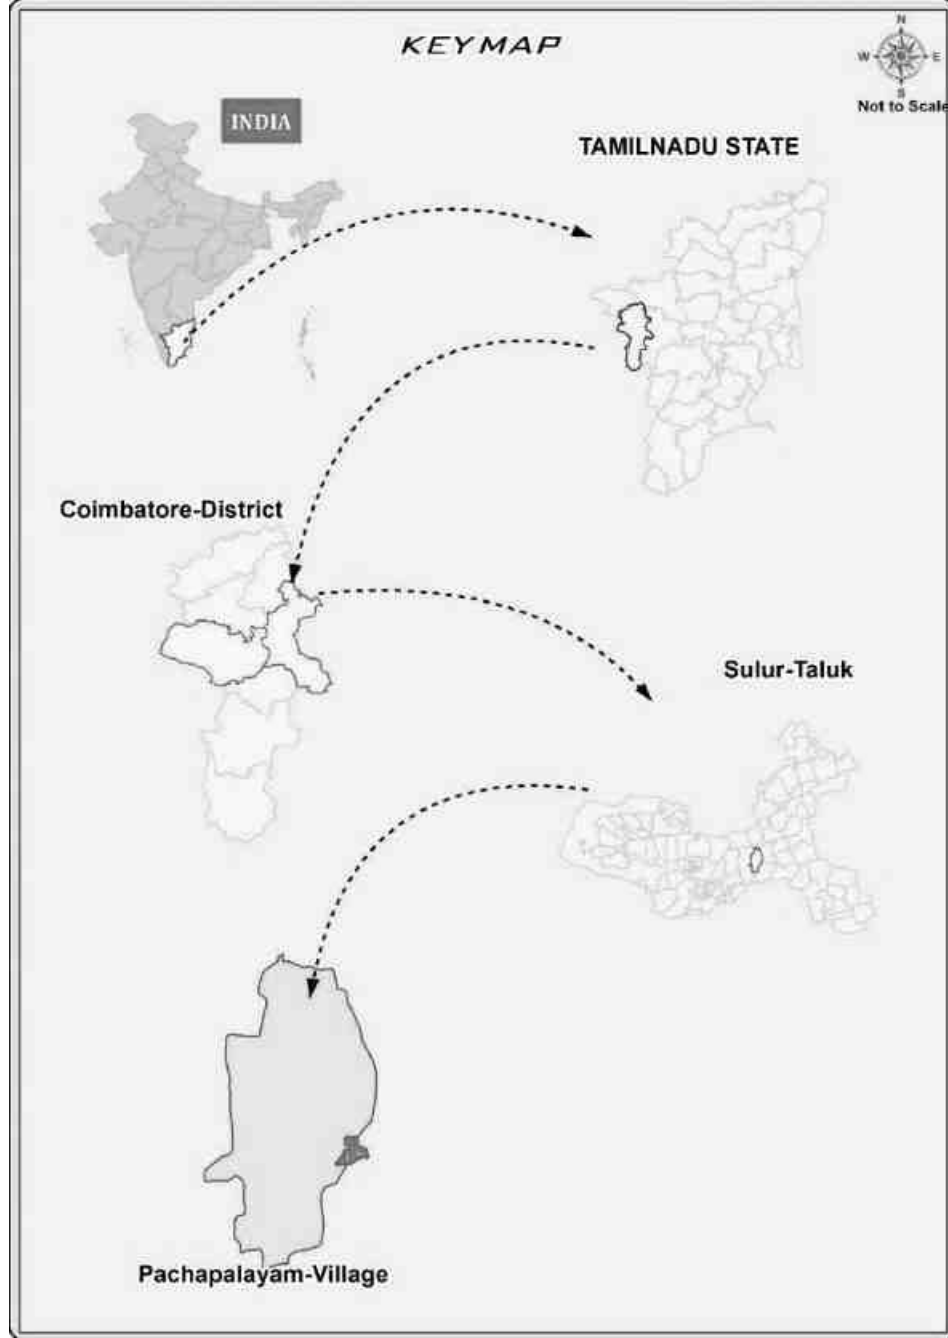 KEYMAP
N
W E
S
Not to Scale
INDIA
TAMILNADU STATE
Coimbatore-District
Sulur-Taluk
Pachapalayam-Village